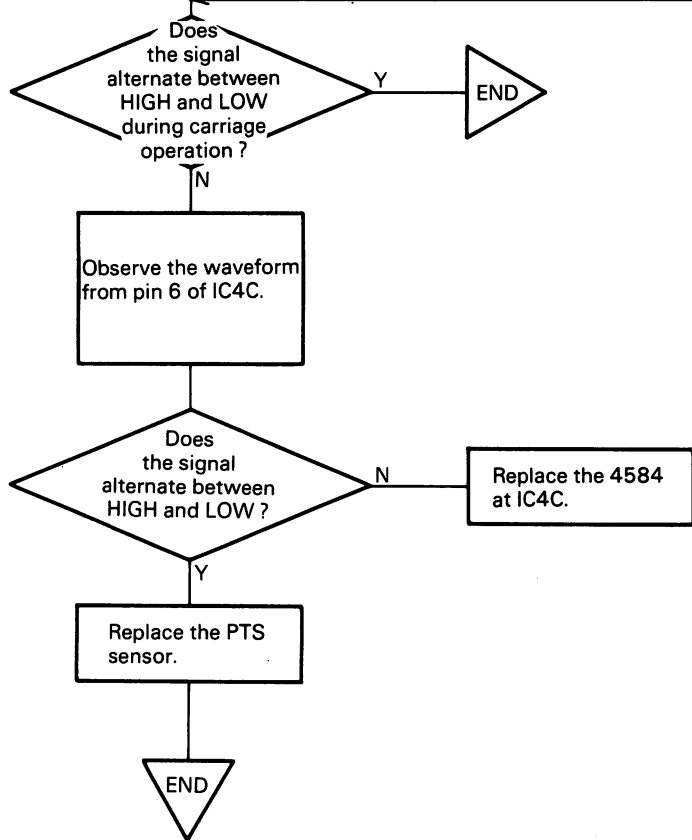 Does
the signal
alternate between
HIGH and LOW
during carriage
operation ?
Y
END
N
Observe the waveform
from pin 6 of IC4C.
Does
the signal
alternate between
HIGH and LOW ?
N
Replace the 4584
at IC4C.
Y
Replace the PTS
sensor.
END